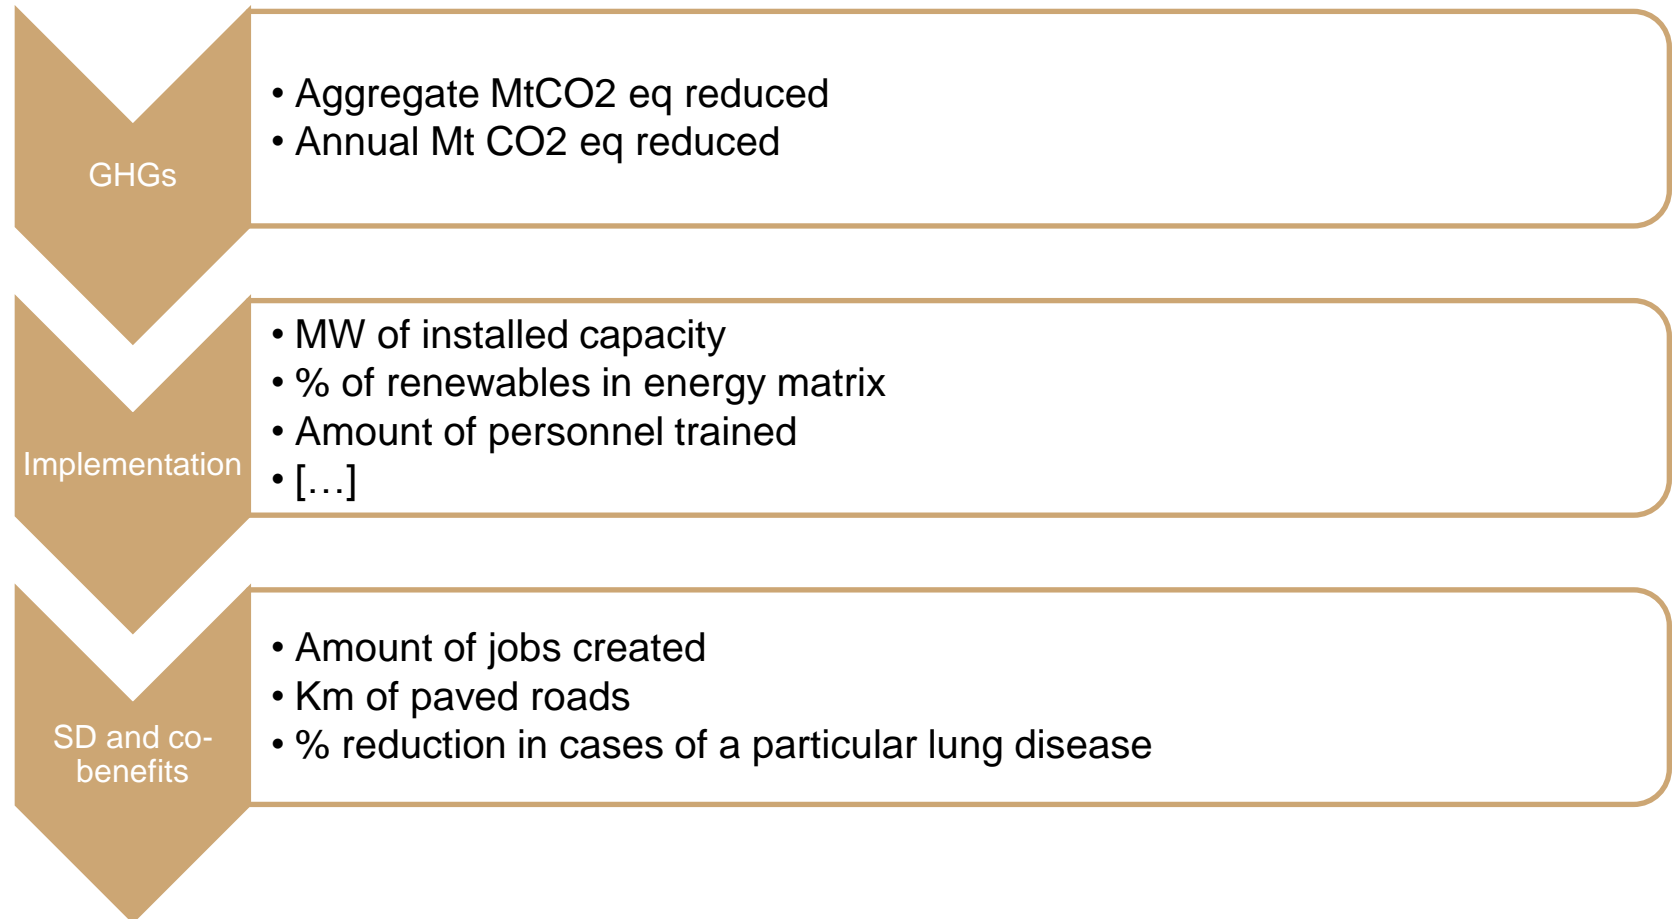 GHGs
• Aggregate MtCO2 eq reduced
• Annual Mt CO2 eq reduced
Implementation
• MW of installed capacity
• % of renewables in energy matrix
• Amount of personnel trained
• […]
SD and co-
benefits
• Amount of jobs created
• Km of paved roads
• % reduction in cases of a particular lung disease